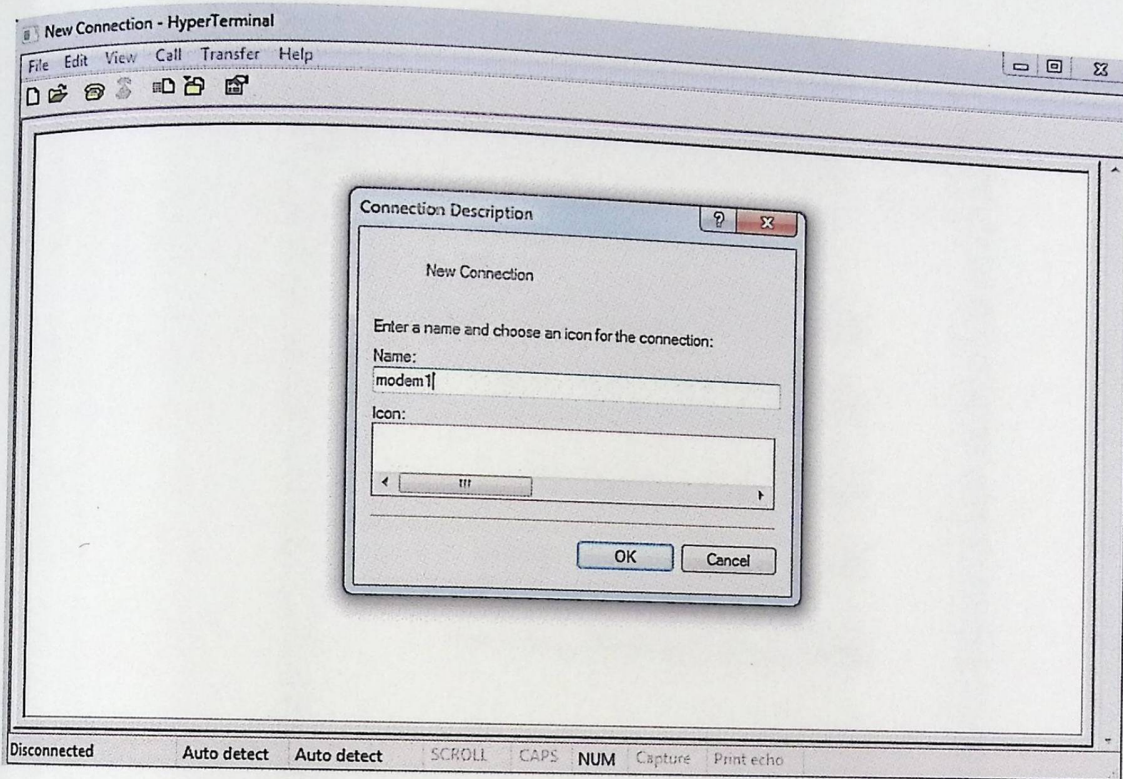 New Connection - HyperTerminal
File Edit View Call Transfer Help
Connection Description
New Connection
Enter a name and choose an icon for the connection:
Name:
modem1
Icon:
OK Cancel
Disconnected Auto detect Auto detect SCROLL CAPS NUM Capture Print echo